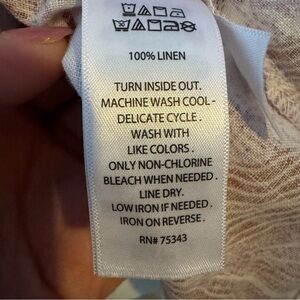 100% LINEN
TURN INSIDE OUT.
MACHINE WASH COOL -
DELICATE CYCLE .
WASH WITH
LIKE COLORS .
ONLY NON-CHLORINE
BLEACH WHEN NEEDED .
LINE DRY.
LOW IRON IF NEEDED .
IRON ON REVERSE .
RN# 75343